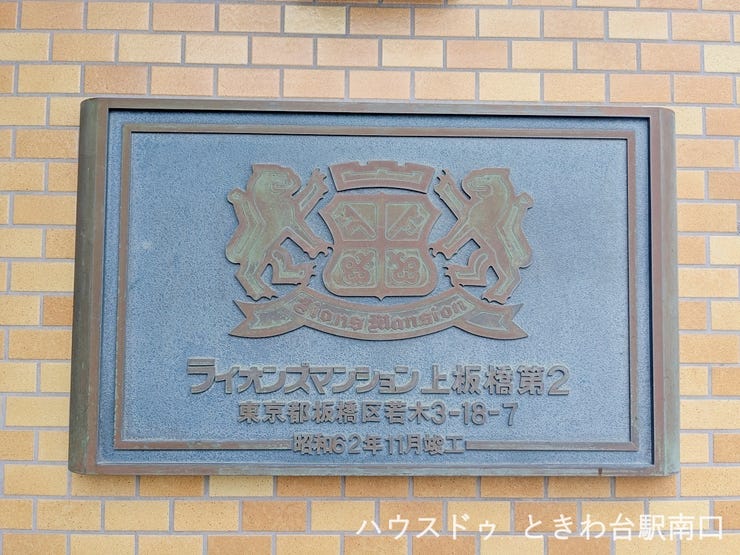 Lions Mansion
ライオンズマンション上板橋第2
東京都板橋区若木3-18-7
昭和62年11月竣工
ハウスドゥ ときわ台駅南口